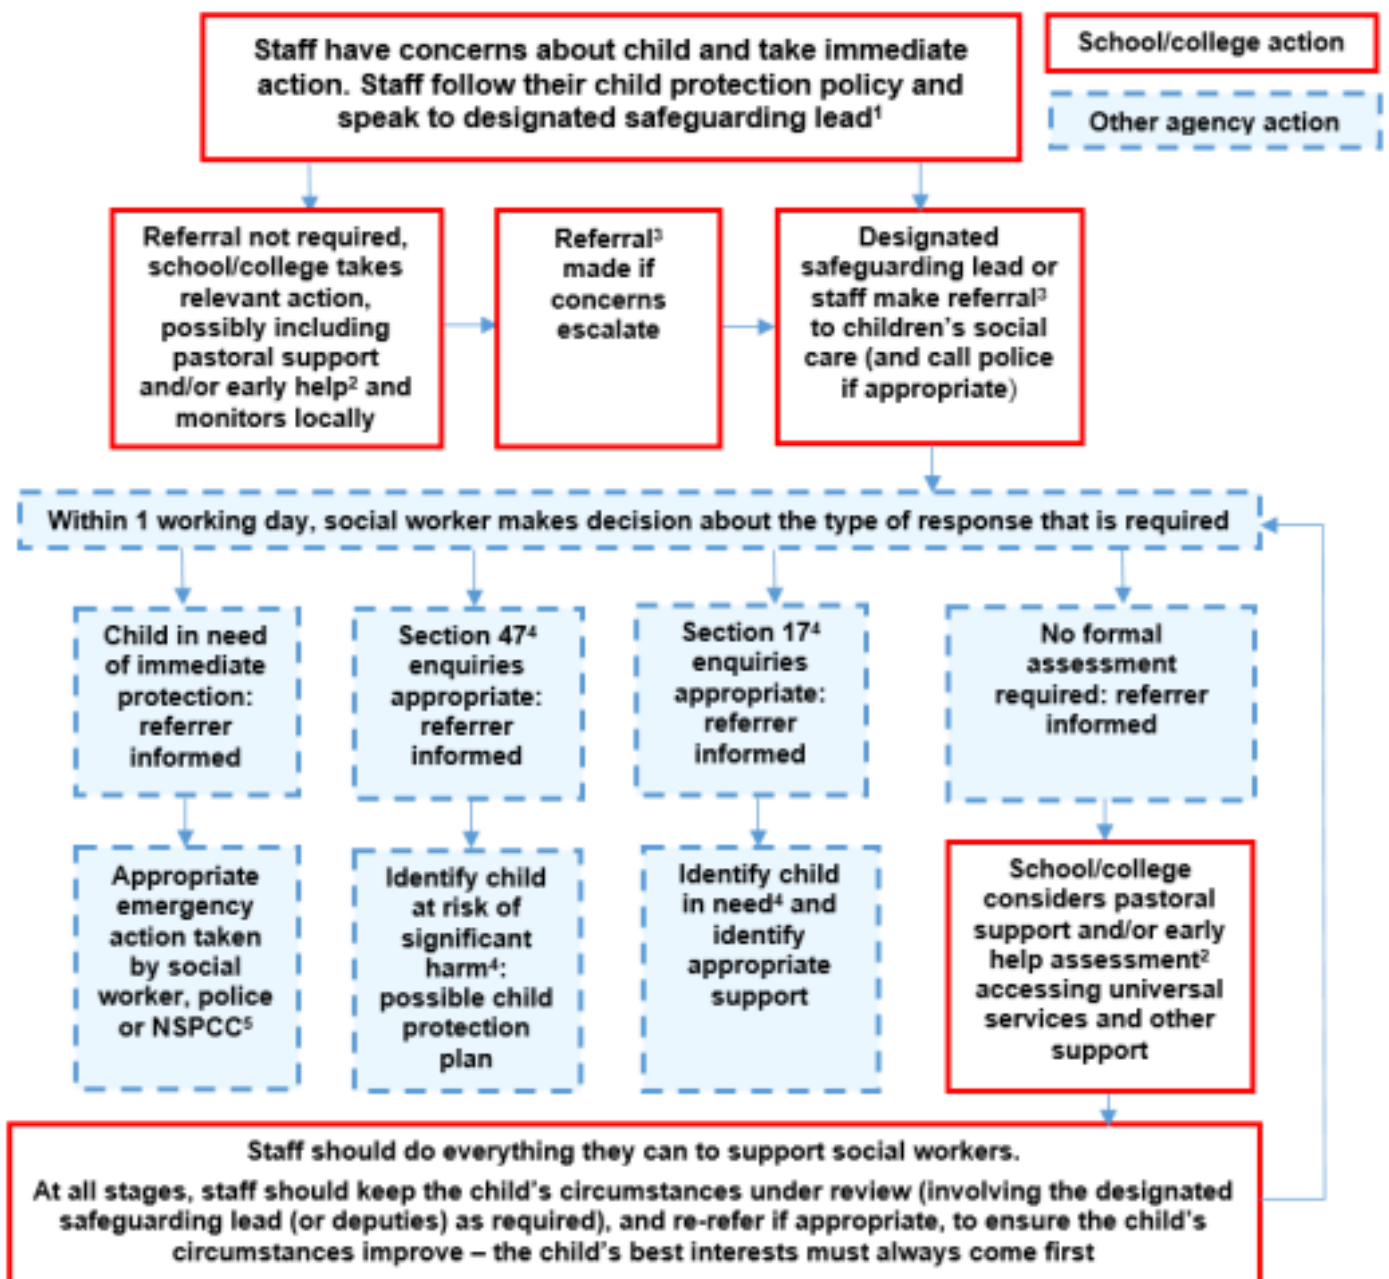 Staff have concerns about child and take immediate
action. Staff follow their child protection policy and
speak to designated safeguarding lead¹
School/college action
Other agency action
Referral not required,
school/college takes
relevant action,
possibly including
pastoral support
and/or early help² and
monitors locally
Referral³
made if
concerns
escalate
Designated
safeguarding lead or
staff make referral³
to children’s social
care (and call police
if appropriate)
Within 1 working day, social worker makes decision about the type of response that is required
Child in need
of immediate
protection:
referrer
informed
Section 47⁴
enquiries
appropriate:
referrer
informed
Section 17⁴
enquiries
appropriate:
referrer
informed
No formal
assessment
required: referrer
informed
Appropriate
emergency
action taken
by social
worker, police
or NSPCC⁵
Identify child
at risk of
significant
harm⁴:
possible child
protection
plan
Identify child
in need⁴ and
identify
appropriate
support
School/college
considers pastoral
support and/or early
help assessment²
accessing universal
services and other
support
Staff should do everything they can to support social workers.
At all stages, staff should keep the child’s circumstances under review (involving the designated
safeguarding lead (or deputies) as required), and re-refer if appropriate, to ensure the child’s
circumstances improve – the child’s best interests must always come first